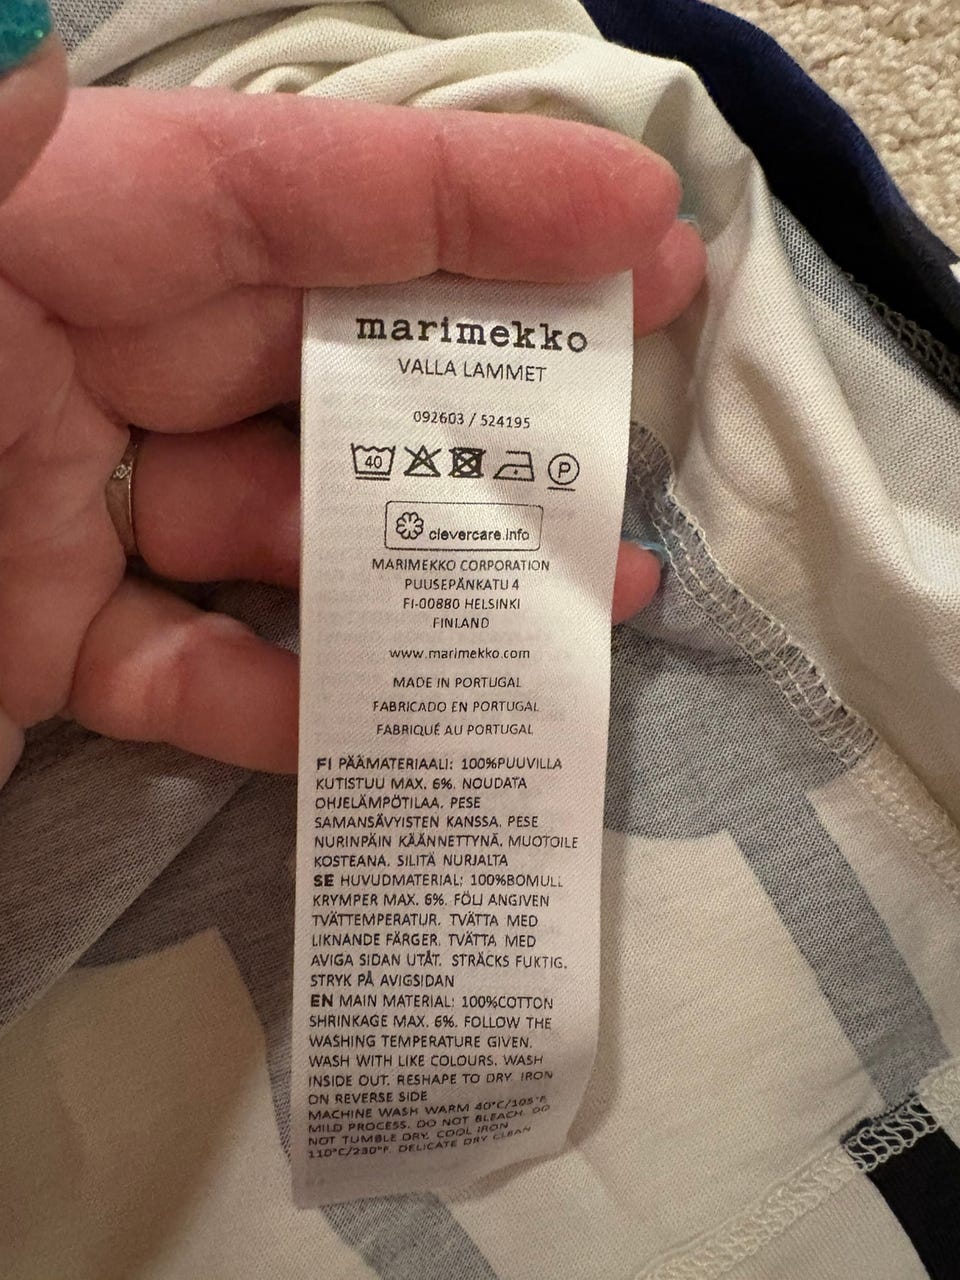 marimekko
VALLA LAMMET
092603 / 524195
40 P
clevercare.info
MARIMEKKO CORPORATION
PUUSEPÄNKATU 4
FI-00880 HELSINKI
FINLAND
www.marimekko.com
MADE IN PORTUGAL
FABRICADO EN PORTUGAL
FABRIQUÉ AU PORTUGAL
FI PÄÄMATERIAALI: 100%PUUVILLA
KUTISTUU MAX. 6%. NOUDATA
OHJELÄMPÖTILAA. PESE
SAMANSÄVYISTEN KANSSA. PESE
NURINPÄIN KÄÄNNETTYNÄ. MUOTOILE
KOSTEANA. SILITÄ NURJALTA
SE HUVUDMATERIAL: 100%BOMULL
KRYMPER MAX. 6%. FÖLJ ANGIVEN
TVÄTTEMPERATUR. TVÄTTA MED
LIKNANDE FÄRGER. TVÄTTA MED
AVIGA SIDAN UTÅT. STRÄCKS FUKTIG.
STRYK PÅ AVIGSIDAN
EN MAIN MATERIAL: 100%COTTON
SHRINKAGE MAX. 6%. FOLLOW THE
WASHING TEMPERATURE GIVEN.
WASH WITH LIKE COLOURS. WASH
INSIDE OUT. RESHAPE TO DRY. IRON
ON REVERSE SIDE
MACHINE WASH WARM 40°C/105°F
MILD PROCESS. DO NOT BLEACH. DO
NOT TUMBLE DRY. COOL IRON
110°C/230°F. DELICATE DRY CLEAN